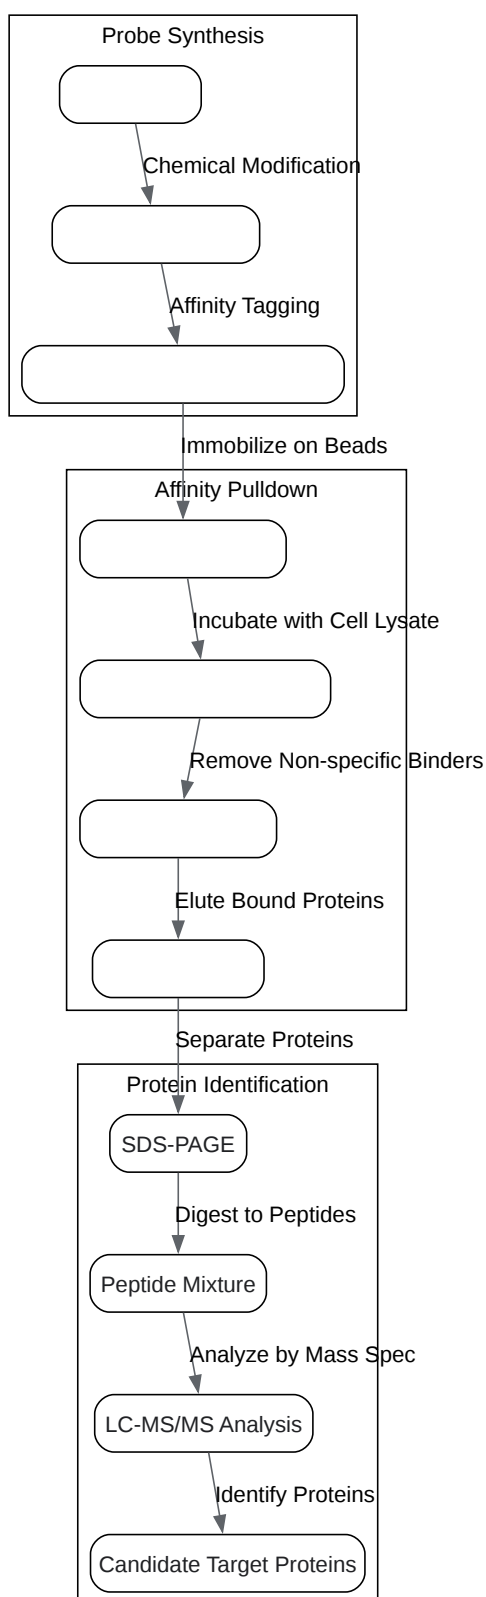 Probe Synthesis
Chemical Modification
Affinity Tagging
Immobilize on Beads
Affinity Pulldown
Incubate with Cell Lysate
Remove Non-specific Binders
Elute Bound Proteins
Separate Proteins
Protein Identification
SDS-PAGE
Digest to Peptides
Peptide Mixture
Analyze by Mass Spec
LC-MS/MS Analysis
Identify Proteins
Candidate Target Proteins